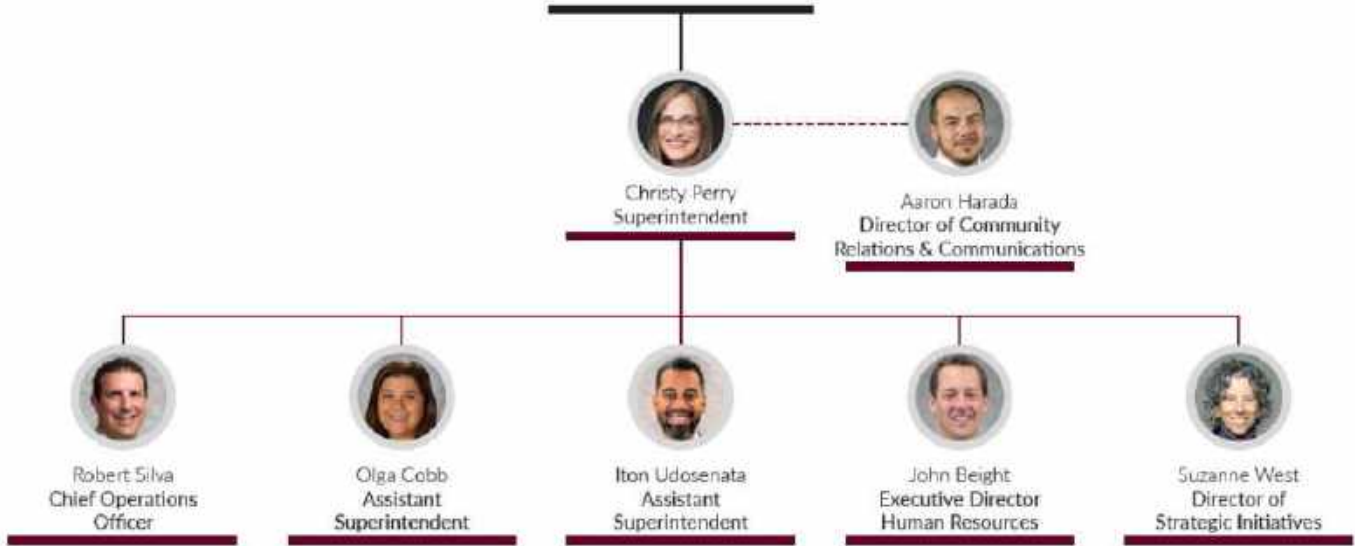 Christy Perry
Superintendent
Aaron Harada
Director of Community
Relations & Communications
Robert Silva
Chief Operations
Officer
Olga Cobb
Assistant
Superintendent
Iton Udosenata
Assistant
Superintendent
John Beight
Executive Director
Human Resources
Suzanne West
Director of
Strategic Initiatives